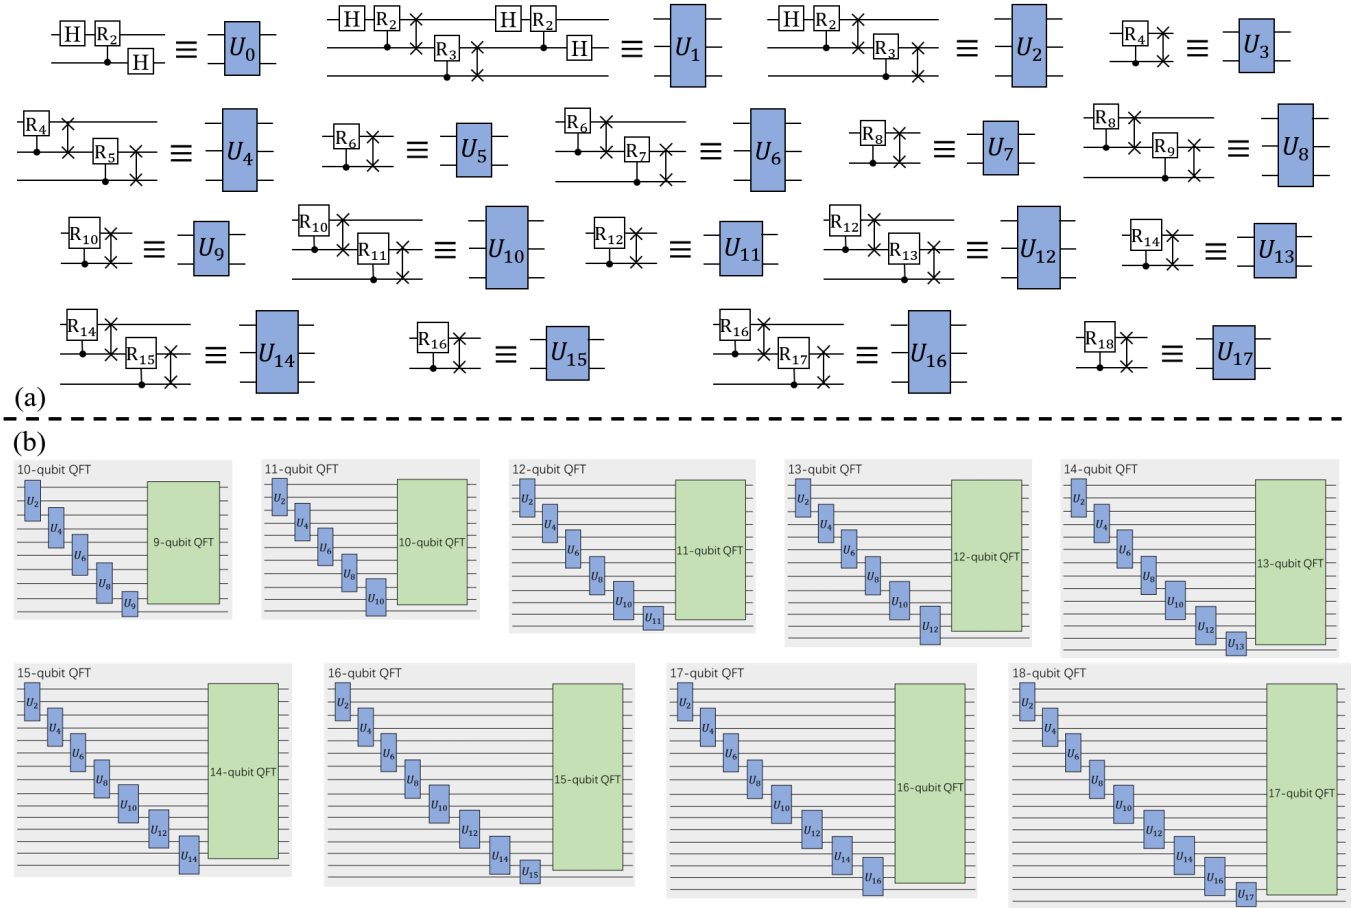 H R₂ H ≡ U₀
H R₂ R₃ H R₂ H ≡ U₁
H R₂ R₃ ≡ U₂
R₄ ≡ U₃
R₄ R₅ ≡ U₄
R₆ ≡ U₅
R₆ R₇ ≡ U₆
R₈ ≡ U₇
R₈ R₉ ≡ U₈
R₁₀ ≡ U₉
R₁₀ R₁₁ ≡ U₁₀
R₁₂ ≡ U₁₁
R₁₂ R₁₃ ≡ U₁₂
R₁₄ ≡ U₁₃
R₁₄ R₁₅ ≡ U₁₄
R₁₆ ≡ U₁₅
R₁₆ R₁₇ ≡ U₁₆
R₁₈ ≡ U₁₇
(a)
(b)
10-qubit QFT
U₂
U₄
U₆
U₈
U₉
9-qubit QFT
11-qubit QFT
U₂
U₄
U₆
U₈
U₁₀
10-qubit QFT
12-qubit QFT
U₂
U₄
U₆
U₈
U₁₀
U₁₁
11-qubit QFT
13-qubit QFT
U₂
U₄
U₆
U₈
U₁₀
U₁₂
12-qubit QFT
14-qubit QFT
U₂
U₄
U₆
U₈
U₁₀
U₁₂
U₁₃
13-qubit QFT
15-qubit QFT
U₂
U₄
U₆
U₈
U₁₀
U₁₂
U₁₄
14-qubit QFT
16-qubit QFT
U₂
U₄
U₆
U₈
U₁₀
U₁₂
U₁₄
U₁₅
15-qubit QFT
17-qubit QFT
U₂
U₄
U₆
U₈
U₁₀
U₁₂
U₁₄
U₁₆
16-qubit QFT
18-qubit QFT
U₂
U₄
U₆
U₈
U₁₀
U₁₂
U₁₄
U₁₆
U₁₇
17-qubit QFT